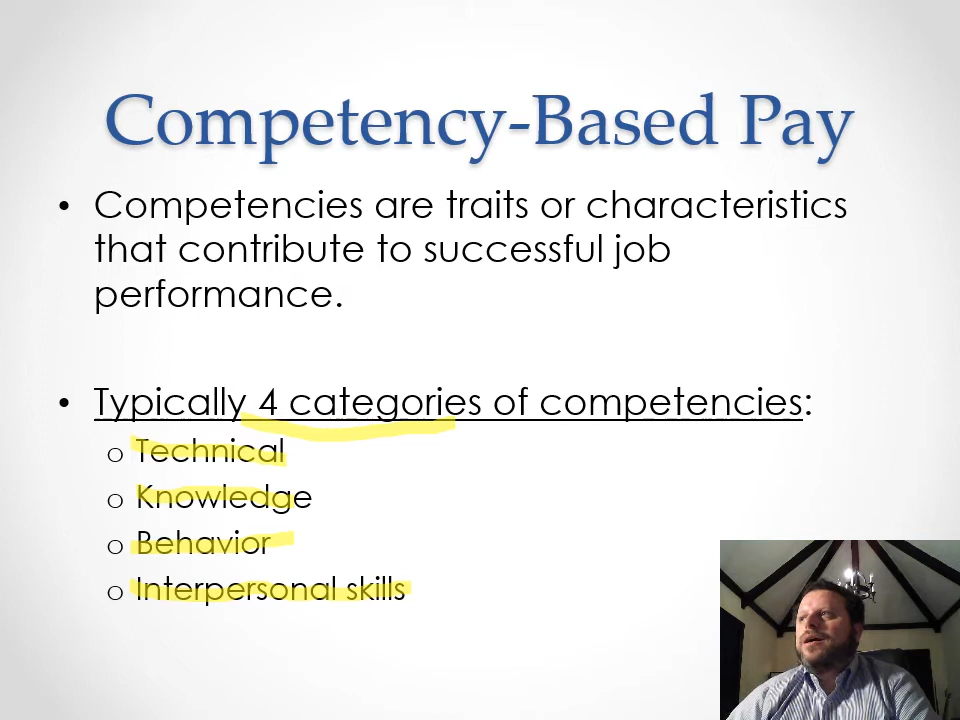 Competency-Based Pay
• Competencies are traits or characteristics
that contribute to successful job
performance.
• Typically 4 categories of competencies:
o Technical
o Knowledge
o Behavior
o Interpersonal skills